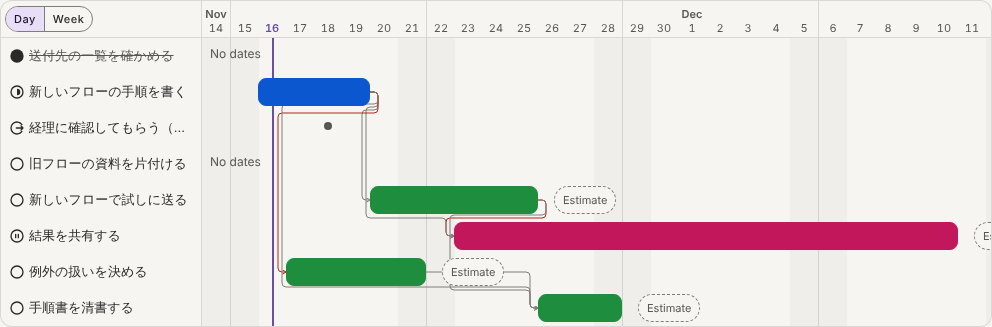 Day Week
Nov Dec
14 15 16 17 18 19 20 21 22 23 24 25 26 27 28 29 30 1 2 3 4 5 6 7 8 9 10 11
送付先の一覧を確かめる No dates
新しいフローの手順を書く
経理に確認してもらう（...
旧フローの資料を片付ける No dates
新しいフローで試しに送る Estimate
結果を共有する Es
例外の扱いを決める Estimate
手順書を清書する Estimate